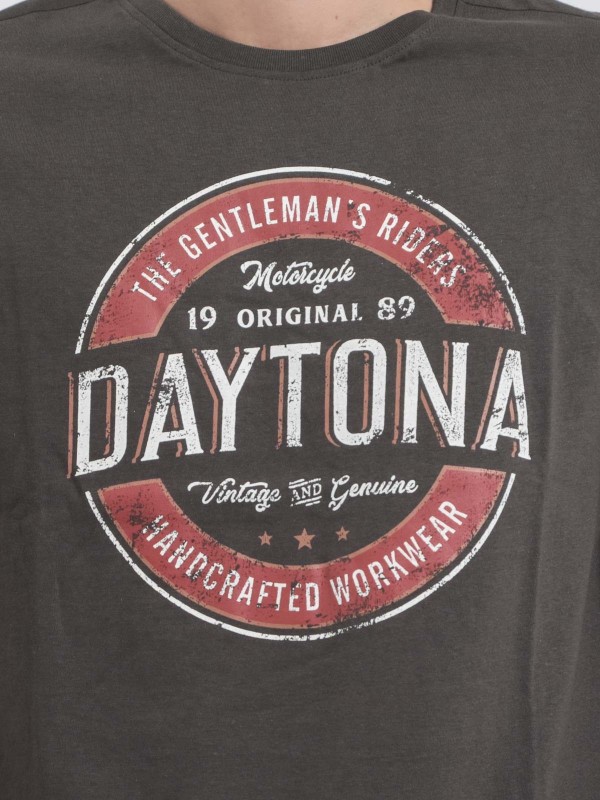 THE GENTLEMAN'S RIDERS
Motorcycle
19 ORIGINAL 89
DAYTONA
Vintage AND Genuine
HANDCRAFTED WORKWEAR